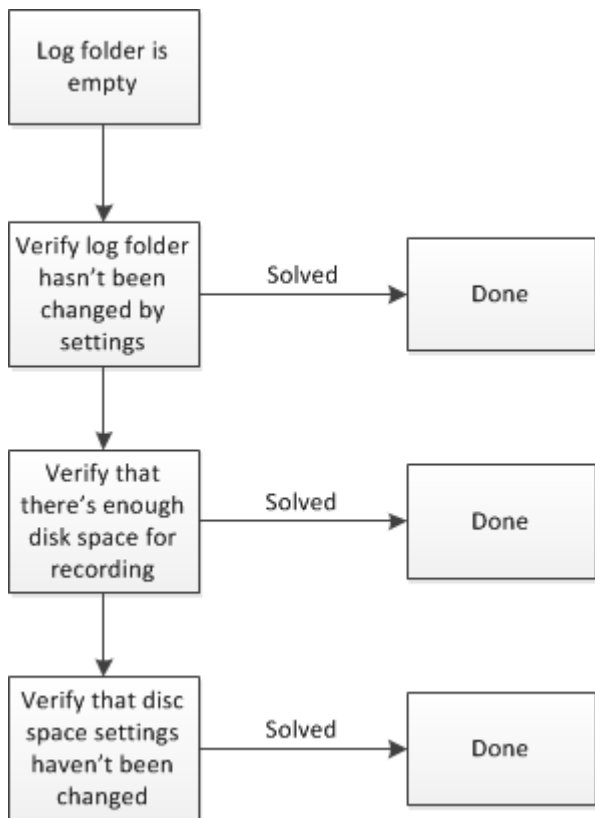 Log folder is
empty
Verify log folder
hasn't been
changed by
settings
Solved
Done
Verify that
there's enough
disk space for
recording
Solved
Done
Verify that disc
space settings
haven't been
changed
Solved
Done